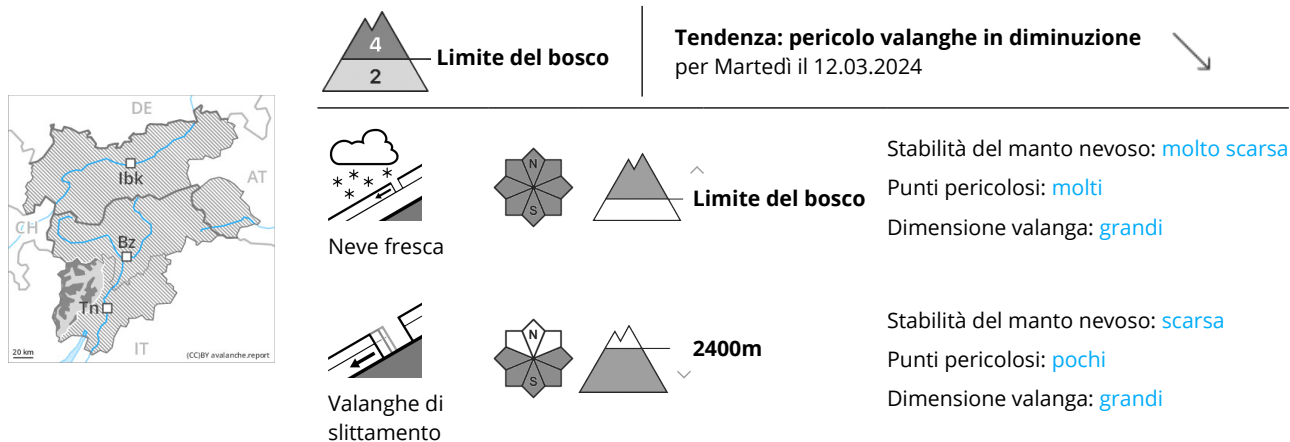 4
2
Limite del bosco
Tendenza: pericolo valanghe in diminuzione
per Martedì il 12.03.2024
DE
Ibk
AT
CH
Bz
Tn
IT
20 km
(CC)BY avalanche.report
N
S
Limite del bosco
Neve fresca
Stabilità del manto nevoso: molto scarsa
Punti pericolosi: molti
Dimensione valanga: grandi
N
S
2400m
Valanghe di
slittamento
Stabilità del manto nevoso: scarsa
Punti pericolosi: pochi
Dimensione valanga: grandi